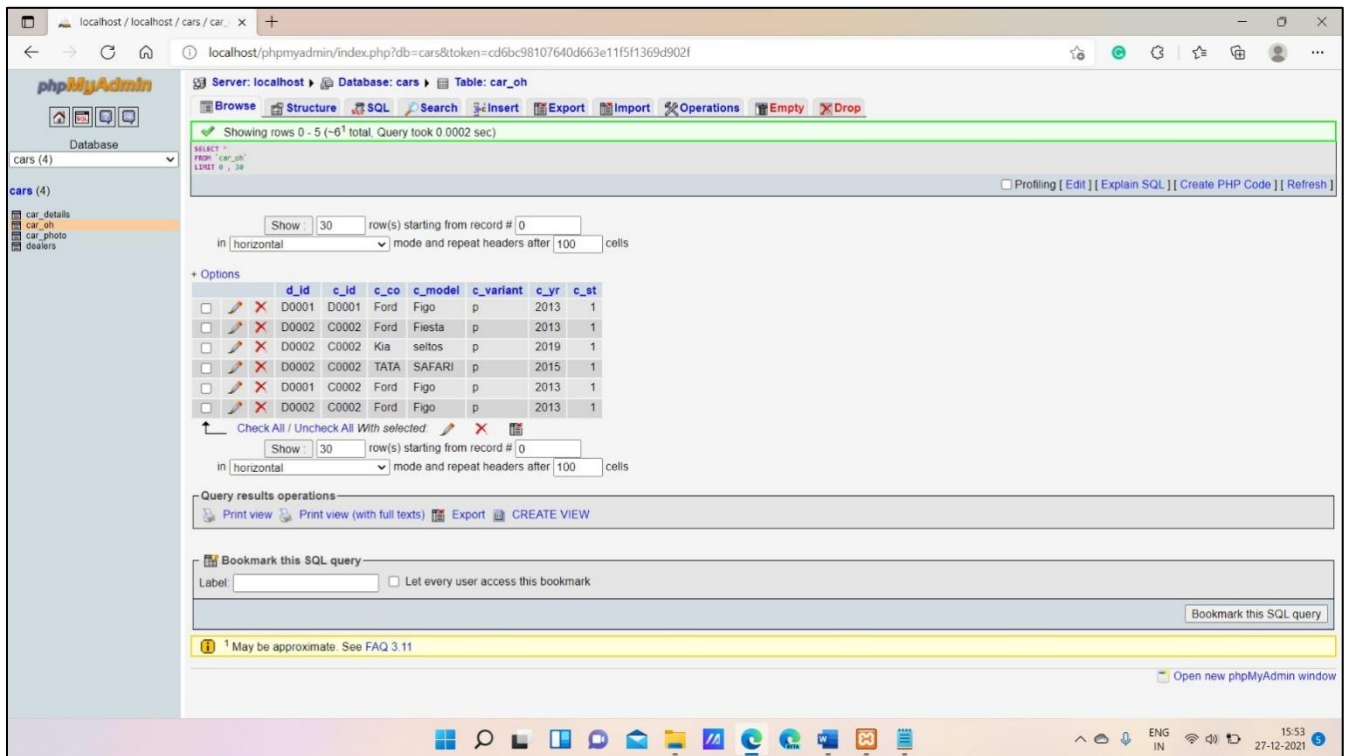 localhost / localhost / cars / car_
localhost/phpmyadmin/index.php?db=cars&token=cd6bc98107640d663e11f5f1369d902f
phpMyAdmin
Database
cars (4)
cars (4)
car_details
car_oh
car_photo
dealers
Server: localhost Database: cars Table: car_oh
Browse Structure SQL Search Insert Export Import Operations Empty Drop
Showing rows 0 - 5 (~6¹ total, Query took 0.0002 sec)
SELECT *
FROM `car_oh`
LIMIT 0 , 30
Profiling [ Edit ] [ Explain SQL ] [ Create PHP Code ] [ Refresh ]
Show : 30 row(s) starting from record # 0
in horizontal mode and repeat headers after 100 cells
+ Options
d_id c_id c_co c_model c_variant c_yr c_st
D0001 D0001 Ford Figo p 2013 1
D0002 C0002 Ford Fiesta p 2013 1
D0002 C0002 Kia seltos p 2019 1
D0002 C0002 TATA SAFARI p 2015 1
D0001 C0002 Ford Figo p 2013 1
D0002 C0002 Ford Figo p 2013 1
Check All / Uncheck All With selected:
Show : 30 row(s) starting from record # 0
in horizontal mode and repeat headers after 100 cells
Query results operations
Print view Print view (with full texts) Export CREATE VIEW
Bookmark this SQL query
Label: Let every user access this bookmark
Bookmark this SQL query
¹ May be approximate. See FAQ 3.11
Open new phpMyAdmin window
ENG
IN
15:53
27-12-2021
5